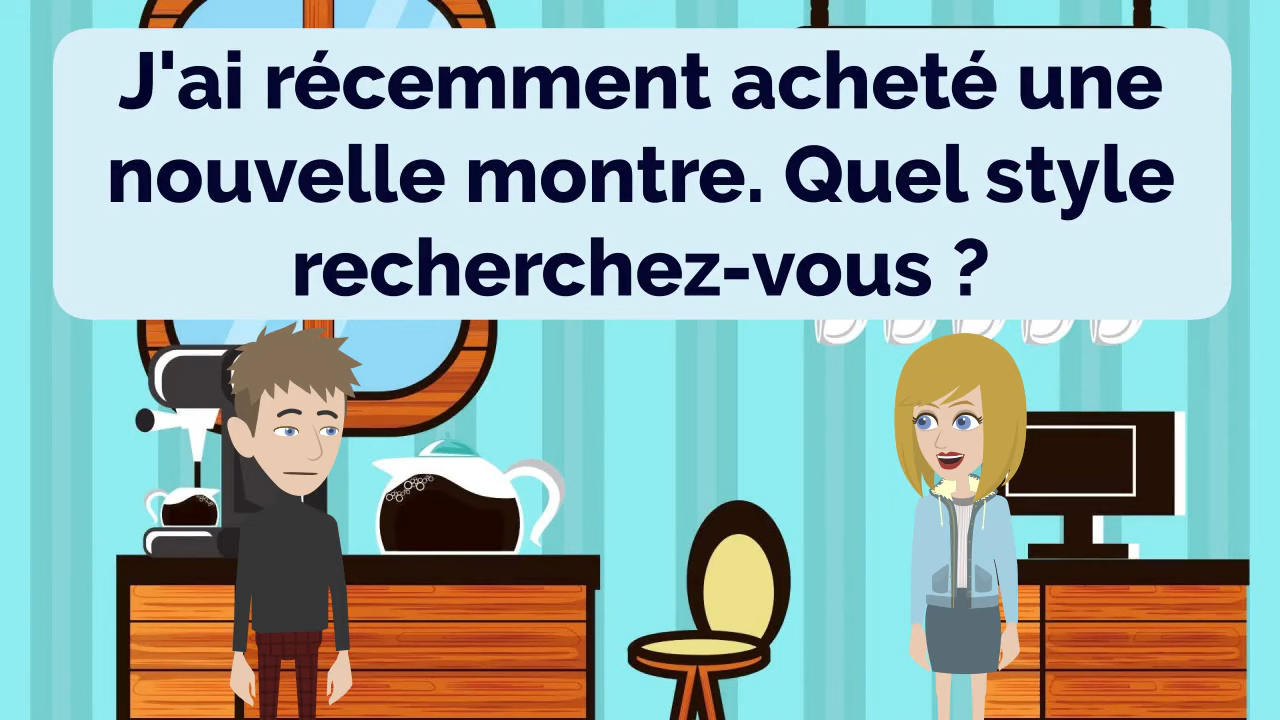 J'ai récemment acheté une
nouvelle montre. Quel style
recherchez-vous ?